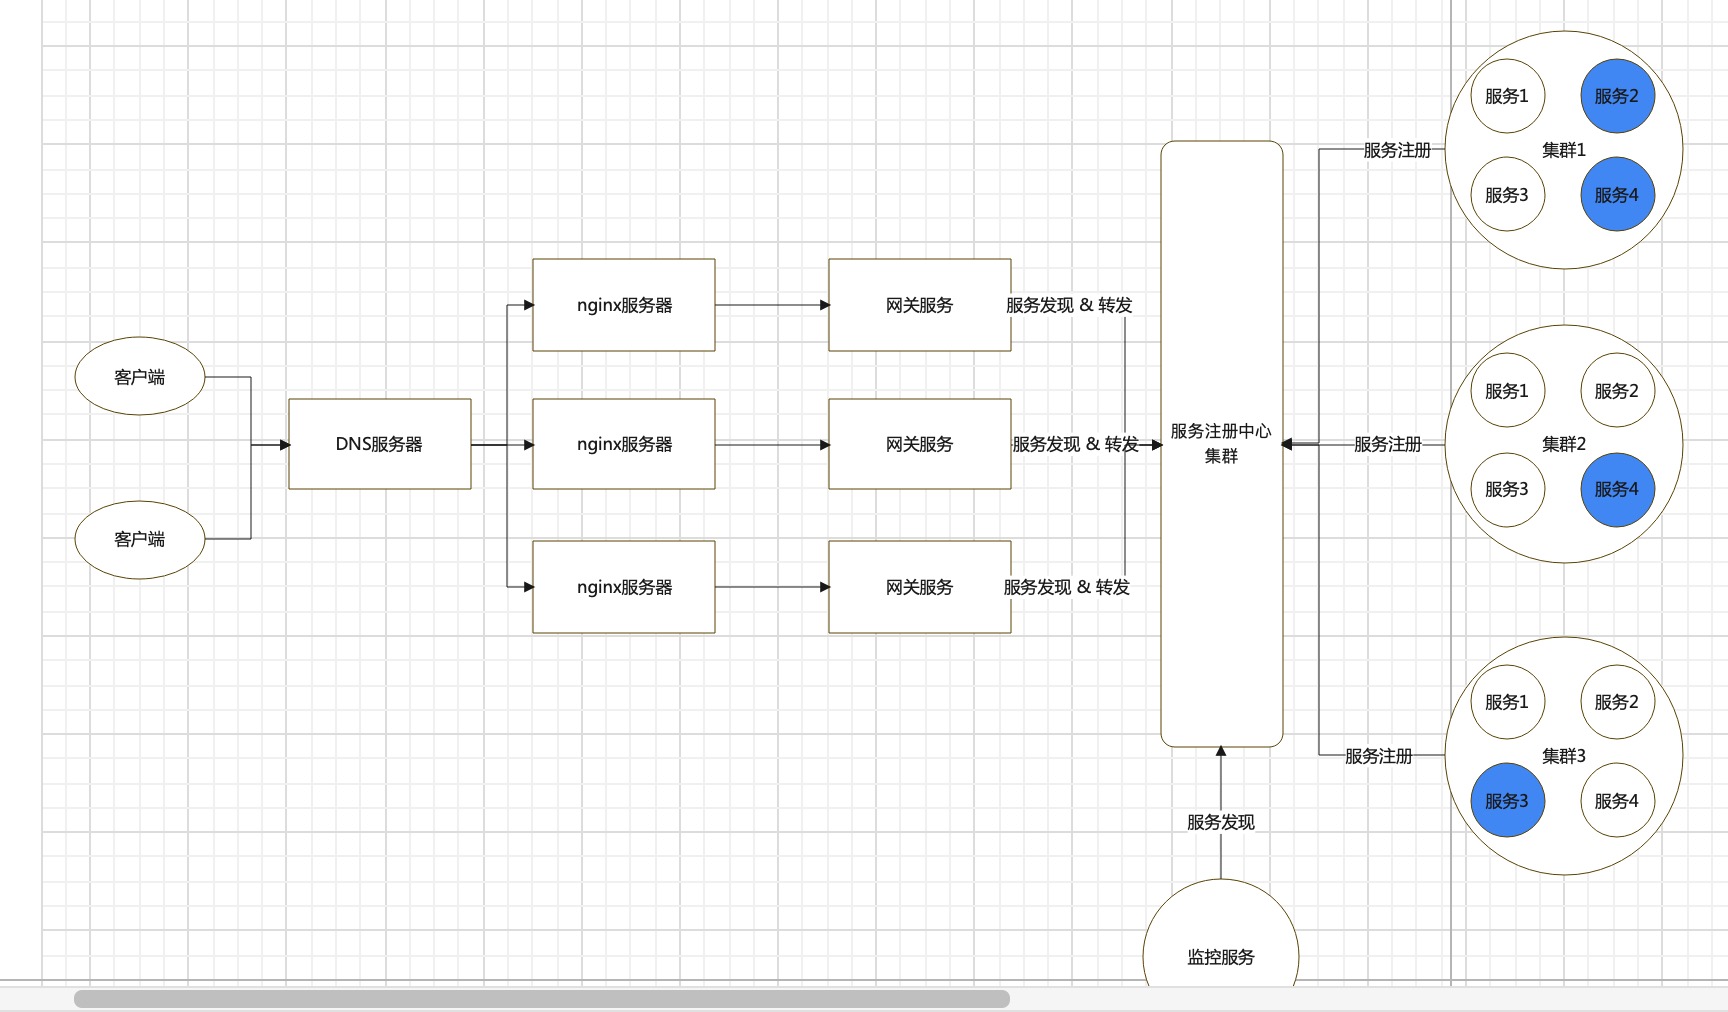 客户端
客户端
DNS服务器
nginx服务器
nginx服务器
nginx服务器
网关服务
网关服务
网关服务
服务发现 & 转发
服务发现 & 转发
服务发现 & 转发
服务注册中心
集群
服务发现
监控服务
服务注册
服务注册
服务注册
服务1
服务2
集群1
服务3
服务4
服务1
服务2
集群2
服务3
服务4
服务1
服务2
集群3
服务3
服务4